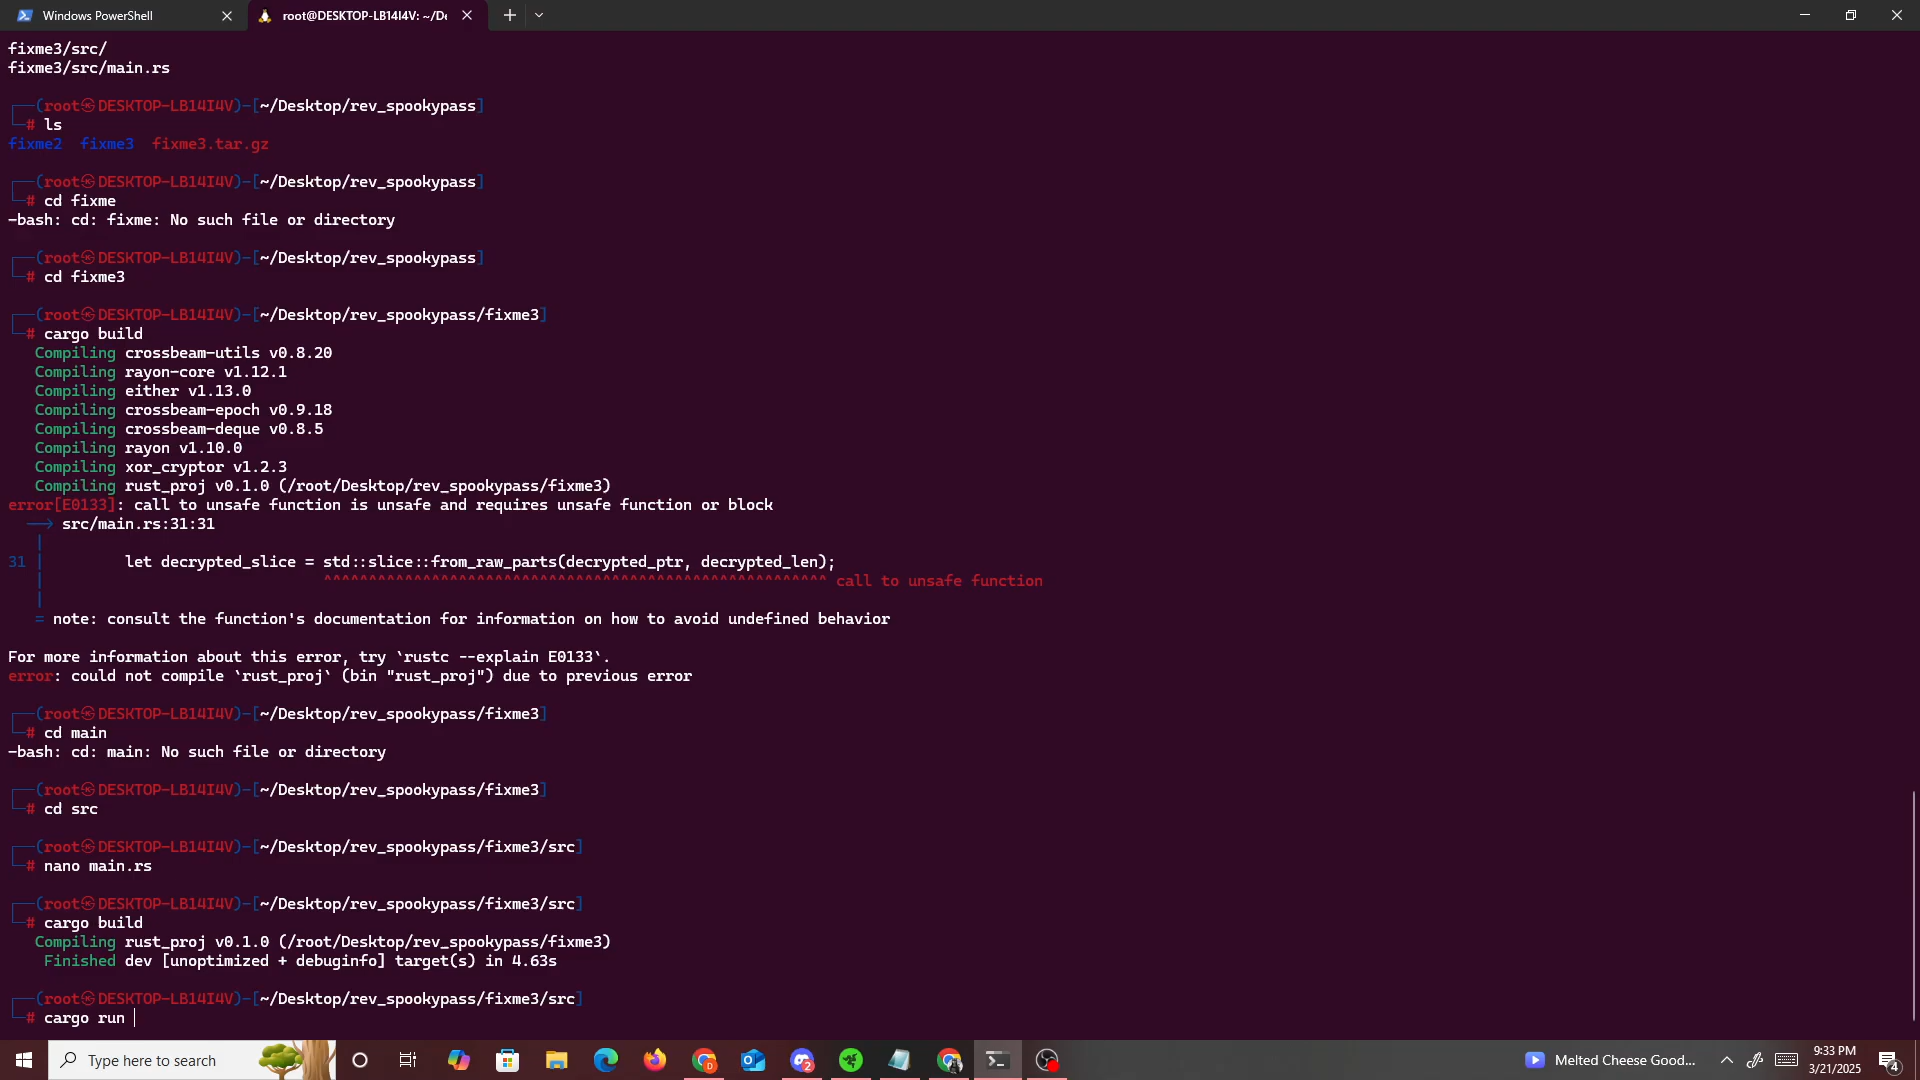 Windows PowerShell
root@DESKTOP-LB14I4V: ~/De
fixme3/src/
fixme3/src/main.rs
┌──(root㉿DESKTOP-LB14I4V)-[~/Desktop/rev_spookypass]
└─# ls
fixme2  fixme3  fixme3.tar.gz
┌──(root㉿DESKTOP-LB14I4V)-[~/Desktop/rev_spookypass]
└─# cd fixme
-bash: cd: fixme: No such file or directory
┌──(root㉿DESKTOP-LB14I4V)-[~/Desktop/rev_spookypass]
└─# cd fixme3
┌──(root㉿DESKTOP-LB14I4V)-[~/Desktop/rev_spookypass/fixme3]
└─# cargo build
   Compiling crossbeam-utils v0.8.20
   Compiling rayon-core v1.12.1
   Compiling either v1.13.0
   Compiling crossbeam-epoch v0.9.18
   Compiling crossbeam-deque v0.8.5
   Compiling rayon v1.10.0
   Compiling xor_cryptor v1.2.3
   Compiling rust_proj v0.1.0 (/root/Desktop/rev_spookypass/fixme3)
error[E0133]: call to unsafe function is unsafe and requires unsafe function or block
  --> src/main.rs:31:31
   |
31 |         let decrypted_slice = std::slice::from_raw_parts(decrypted_ptr, decrypted_len);
   |                               ^^^^^^^^^^^^^^^^^^^^^^^^^^^^^^^^^^^^^^^^^^^^^^^^^^^^^^^^ call to unsafe function
   |
   = note: consult the function's documentation for information on how to avoid undefined behavior
For more information about this error, try `rustc --explain E0133`.
error: could not compile `rust_proj` (bin "rust_proj") due to previous error
┌──(root㉿DESKTOP-LB14I4V)-[~/Desktop/rev_spookypass/fixme3]
└─# cd main
-bash: cd: main: No such file or directory
┌──(root㉿DESKTOP-LB14I4V)-[~/Desktop/rev_spookypass/fixme3]
└─# cd src
┌──(root㉿DESKTOP-LB14I4V)-[~/Desktop/rev_spookypass/fixme3/src]
└─# nano main.rs
┌──(root㉿DESKTOP-LB14I4V)-[~/Desktop/rev_spookypass/fixme3/src]
└─# cargo build
   Compiling rust_proj v0.1.0 (/root/Desktop/rev_spookypass/fixme3)
    Finished dev [unoptimized + debuginfo] target(s) in 4.63s
┌──(root㉿DESKTOP-LB14I4V)-[~/Desktop/rev_spookypass/fixme3/src]
└─# cargo run
Type here to search
2
Melted Cheese Good...
9:33 PM
3/21/2025
4